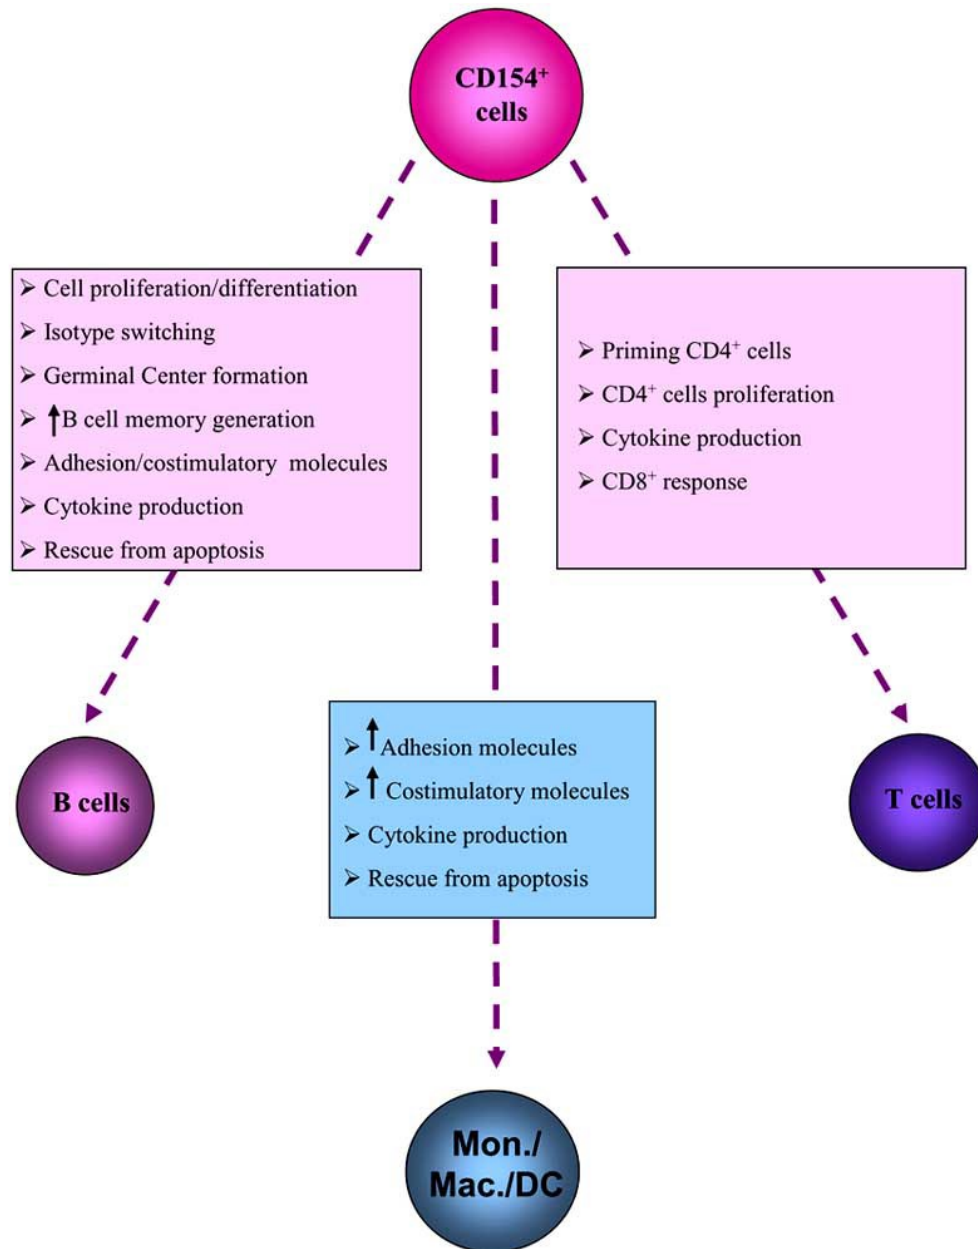 CD154⁺
cells
➢ Cell proliferation/differentiation
➢ Isotype switching
➢ Germinal Center formation
➢ ↑B cell memory generation
➢ Adhesion/costimulatory molecules
➢ Cytokine production
➢ Rescue from apoptosis
➢ Priming CD4⁺ cells
➢ CD4⁺ cells proliferation
➢ Cytokine production
➢ CD8⁺ response
➢ ↑Adhesion molecules
➢ ↑ Costimulatory molecules
➢ Cytokine production
➢ Rescue from apoptosis
B cells
T cells
Mon./
Mac./DC